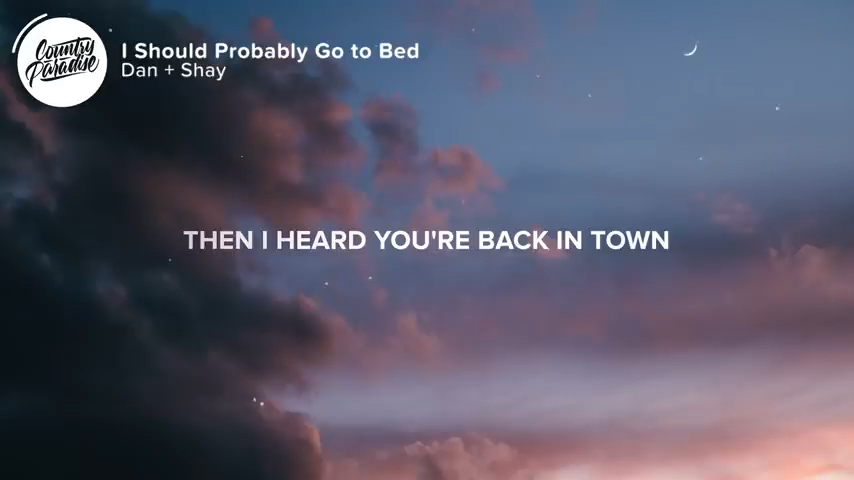 Country
Paradise
I Should Probably Go to Bed
Dan + Shay
THEN I HEARD YOU'RE BACK IN TOWN